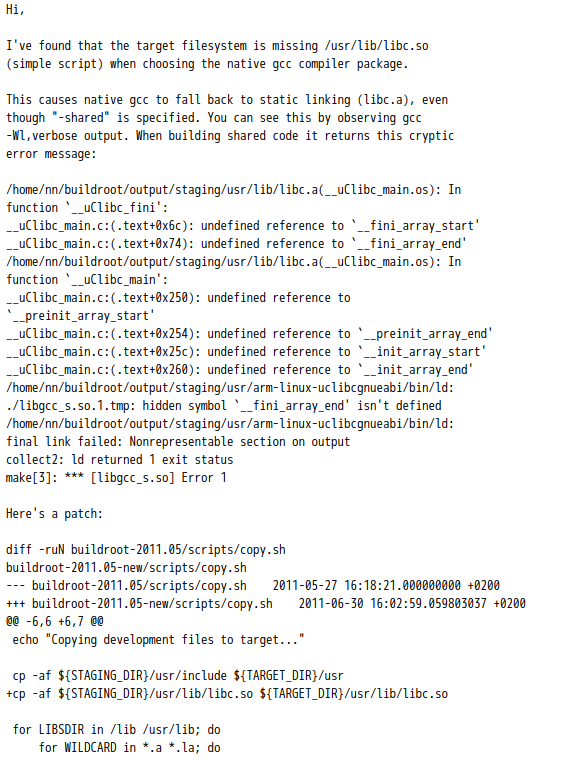 Hi,

I've found that the target filesystem is missing /usr/lib/libc.so
(simple script) when choosing the native gcc compiler package.

This causes native gcc to fall back to static linking (libc.a), even
though "-shared" is specified. You can see this by observing gcc
-Wl,verbose output. When building shared code it returns this cryptic
error message:

/home/nn/buildroot/output/staging/usr/lib/libc.a(__uClibc_main.os): In
function `__uClibc_fini':
__uClibc_main.c:(.text+0x6c): undefined reference to `__fini_array_start'
__uClibc_main.c:(.text+0x74): undefined reference to `__fini_array_end'
/home/nn/buildroot/output/staging/usr/lib/libc.a(__uClibc_main.os): In
function `__uClibc_main':
__uClibc_main.c:(.text+0x250): undefined reference to
`__preinit_array_start'
__uClibc_main.c:(.text+0x254): undefined reference to `__preinit_array_end'
__uClibc_main.c:(.text+0x25c): undefined reference to `__init_array_start'
__uClibc_main.c:(.text+0x260): undefined reference to `__init_array_end'
/home/nn/buildroot/output/staging/usr/arm-linux-uclibcgnueabi/bin/ld:
./libgcc_s.so.1.tmp: hidden symbol `__fini_array_end' isn't defined
/home/nn/buildroot/output/staging/usr/arm-linux-uclibcgnueabi/bin/ld:
final link failed: Nonrepresentable section on output
collect2: ld returned 1 exit status
make[3]: *** [libgcc_s.so] Error 1

Here's a patch:

diff -ruN buildroot-2011.05/scripts/copy.sh
buildroot-2011.05-new/scripts/copy.sh
--- buildroot-2011.05/scripts/copy.sh    2011-05-27 16:18:21.000000000 +0200
+++ buildroot-2011.05-new/scripts/copy.sh    2011-06-30 16:02:59.059803037 +0200
@@ -6,6 +6,7 @@
 echo "Copying development files to target..."

 cp -af ${STAGING_DIR}/usr/include ${TARGET_DIR}/usr
+cp -af ${STAGING_DIR}/usr/lib/libc.so ${TARGET_DIR}/usr/lib/libc.so

 for LIBSDIR in /lib /usr/lib; do
     for WILDCARD in *.a *.la; do